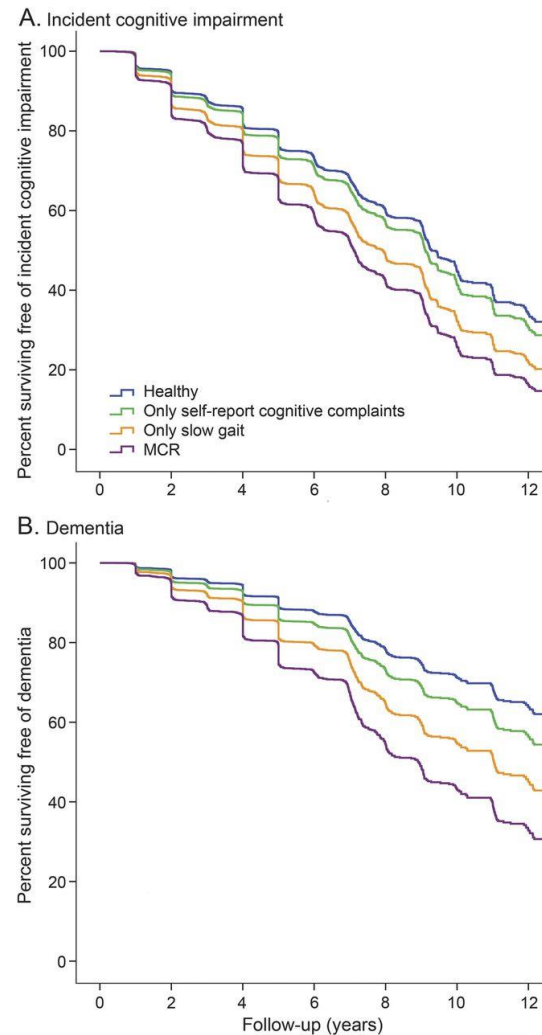 A. Incident cognitive impairment
Percent surviving free of incident cognitive impairment
100
80
60
40
20
0
Healthy
Only self-report cognitive complaints
Only slow gait
MCR
0 2 4 6 8 10 12
B. Dementia
Percent surviving free of dementia
100
80
60
40
20
0
0 2 4 6 8 10 12
Follow-up (years)